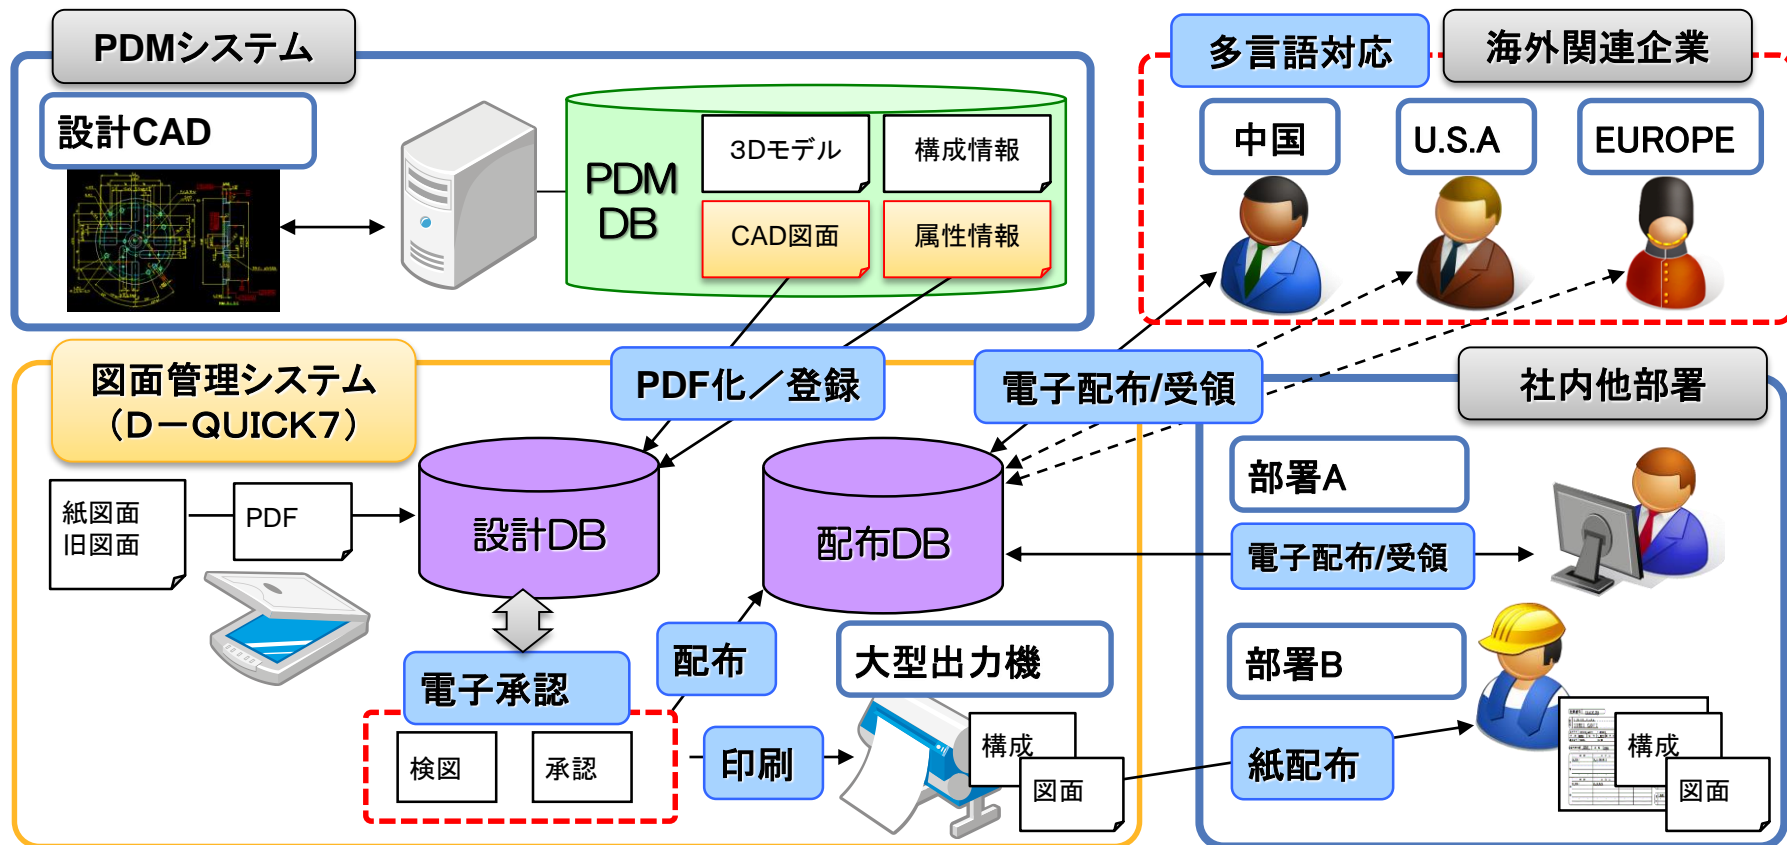 PDMシステム
設計CAD
PDM
DB
3Dモデル
構成情報
CAD図面
属性情報
多言語対応
海外関連企業
中国
U.S.A
EUROPE
図面管理システム
（D－QUICK7）
PDF化／登録
電子配布/受領
社内他部署
紙図面
旧図面
PDF
設計DB
配布DB
部署A
電子配布/受領
電子承認
検図
承認
配布
印刷
大型出力機
構成
図面
部署B
紙配布
構成
図面